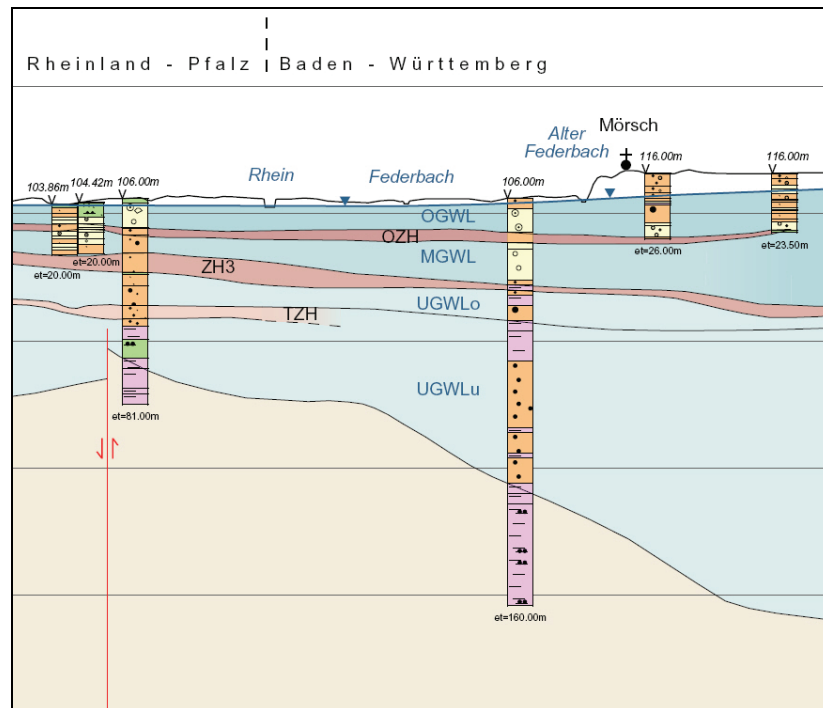 Rheinland - Pfalz
Baden - Württemberg
Alter
Federbach
Mörsch
Rhein
Federbach
103.86m
104.42m
106.00m
106.00m
116.00m
116.00m
OGWL
OZH
MGWL
ZH3
UGWLo
TZH
UGWLu
et=20.00m
et=20.00m
et=26.00m
et=23.50m
et=81.00m
et=160.00m